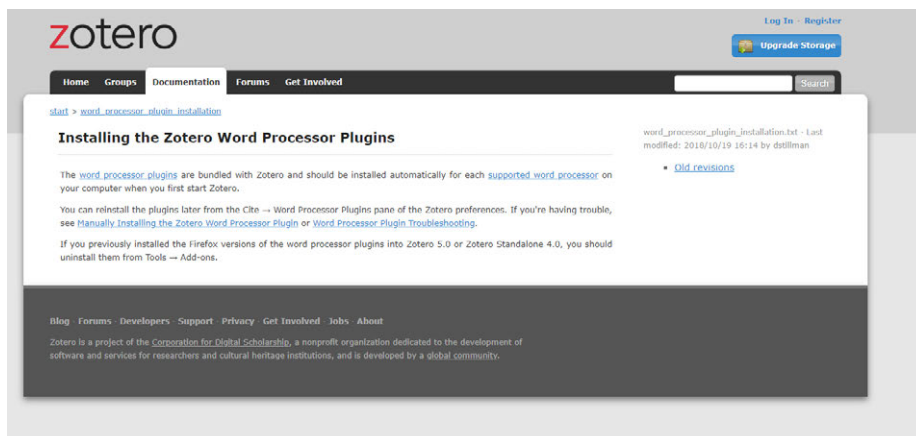 zotero
Log In · Register
Upgrade Storage
Home Groups Documentation Forums Get Involved
Search
start » word_processor_plugin_installation
Installing the Zotero Word Processor Plugins
The word processor plugins are bundled with Zotero and should be installed automatically for each supported word processor on
your computer when you first start Zotero.
You can reinstall the plugins later from the Cite → Word Processor Plugins pane of the Zotero preferences. If you're having trouble,
see Manually Installing the Zotero Word Processor Plugin or Word Processor Plugin Troubleshooting.
If you previously installed the Firefox versions of the word processor plugins into Zotero 5.0 or Zotero Standalone 4.0, you should
uninstall them from Tools → Add-ons.
word_processor_plugin_installation.txt - Last
modified: 2018/10/19 16:14 by dstillman
Old revisions
Blog · Forums · Developers · Support · Privacy · Get Involved · Jobs · About
Zotero is a project of the Corporation for Digital Scholarship, a nonprofit organization dedicated to the development of
software and services for researchers and cultural heritage institutions, and is developed by a global community.